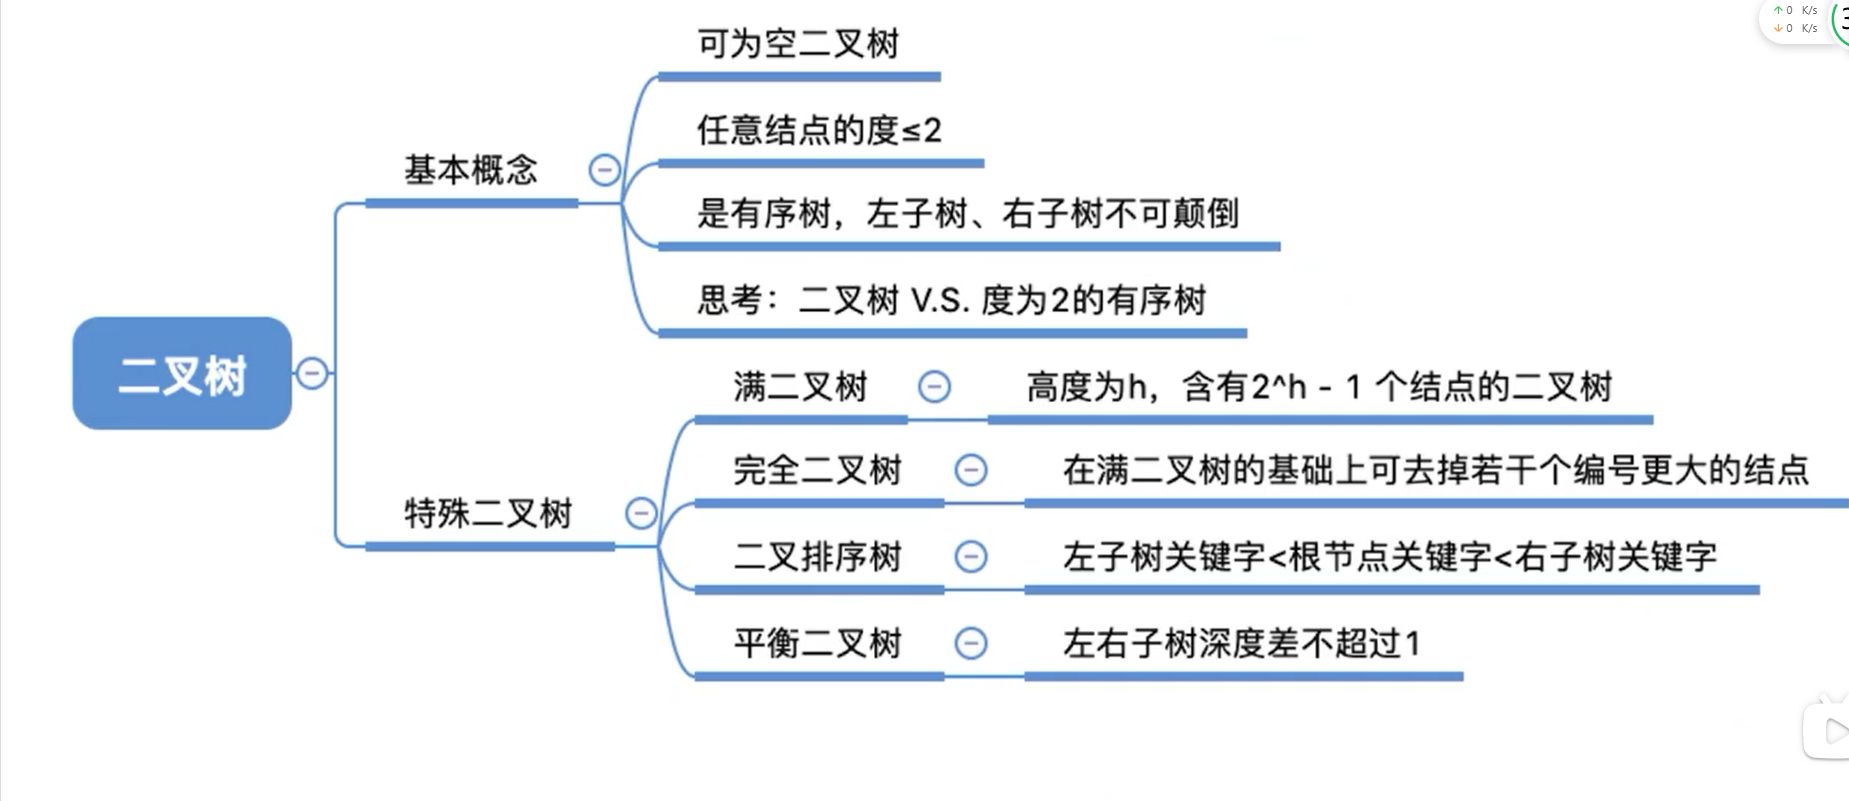 ↑0 K/s
↓0 K/s
二叉树
基本概念
可为空二叉树
任意结点的度≤2
是有序树，左子树、右子树不可颠倒
思考：二叉树 V.S. 度为2的有序树
特殊二叉树
满二叉树
高度为h，含有2^h - 1 个结点的二叉树
完全二叉树
在满二叉树的基础上可去掉若干个编号更大的结点
二叉排序树
左子树关键字<根节点关键字<右子树关键字
平衡二叉树
左右子树深度差不超过1